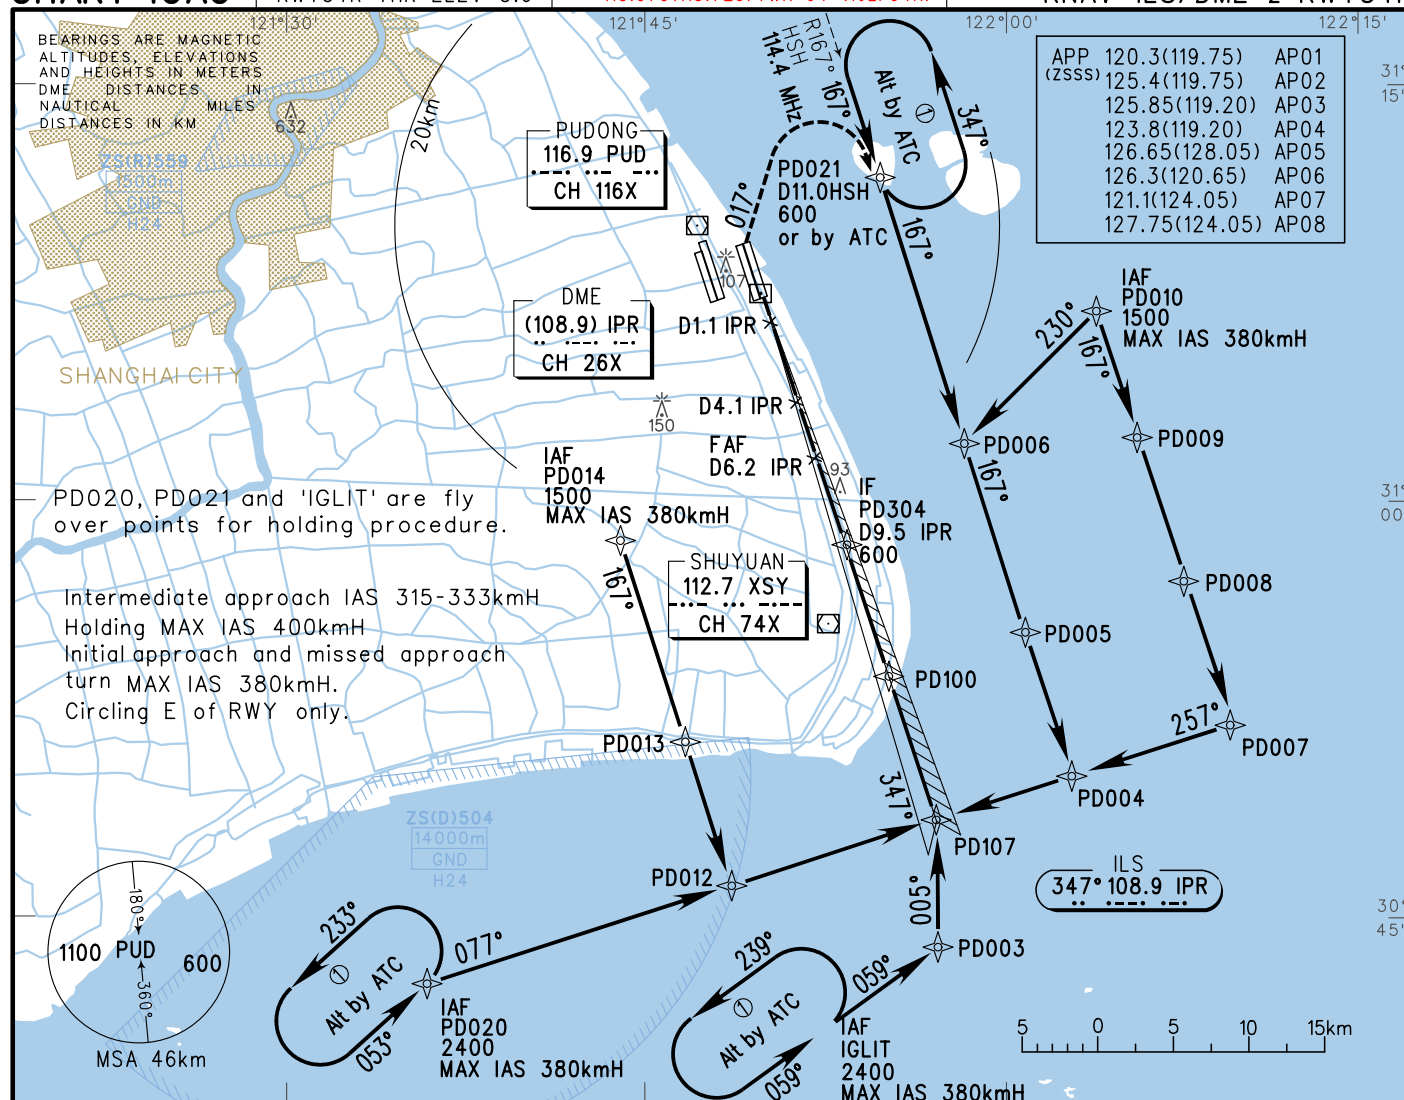 121°30'
121°45'
122°00'
122°15'
BEARINGS ARE MAGNETIC
ALTITUDES, ELEVATIONS
AND HEIGHTS IN METERS
DME DISTANCES IN
NAUTICAL MILES
DISTANCES IN KM
632
ZS(R)559
1500m
GND
H24
20km
SHANGHAI CITY
PUDONG
116.9 PUD
CH 116X
DME
(108.9) IPR
CH 26X
R167°
HSH
114.4 MHz
167°
Alt by ATC
①
347°
017°
PD021
D11.0HSH
600
or by ATC
APP 120.3(119.75) AP01
(ZSSS) 125.4(119.75) AP02
125.85(119.20) AP03
123.8(119.20) AP04
126.65(128.05) AP05
126.3(120.65) AP06
121.1(124.05) AP07
127.75(124.05) AP08
31°
15'
107
D1.1 IPR
150
D4.1 IPR
FAF
D6.2 IPR
93
167°
IAF
PD010
1500
MAX IAS 380kmH
230°
167°
PD006
PD009
167°
IAF
PD014
1500
MAX IAS 380kmH
IF
PD304
D9.5 IPR
600
31°
00'
PD020, PD021 and 'IGLIT' are fly
over points for holding procedure.
SHUYUAN
112.7 XSY
CH 74X
167°
Intermediate approach IAS 315-333kmH
Holding MAX IAS 400kmH
Initial approach and missed approach
turn MAX IAS 380kmH.
Circling E of RWY only.
PD008
PD005
PD100
PD013
257°
PD007
PD004
347°
PD107
ZS(D)504
14000m
GND
H24
PD012
ILS
347° 108.9 IPR
005°
PD003
30°
45'
180°
1100 PUD 600
360°
MSA 46km
233°
①
Alt by ATC
053°
077°
IAF
PD020
2400
MAX IAS 380kmH
239°
①
Alt by ATC
059°
059°
IAF
IGLIT
2400
MAX IAS 380kmH
5 0 5 10 15km